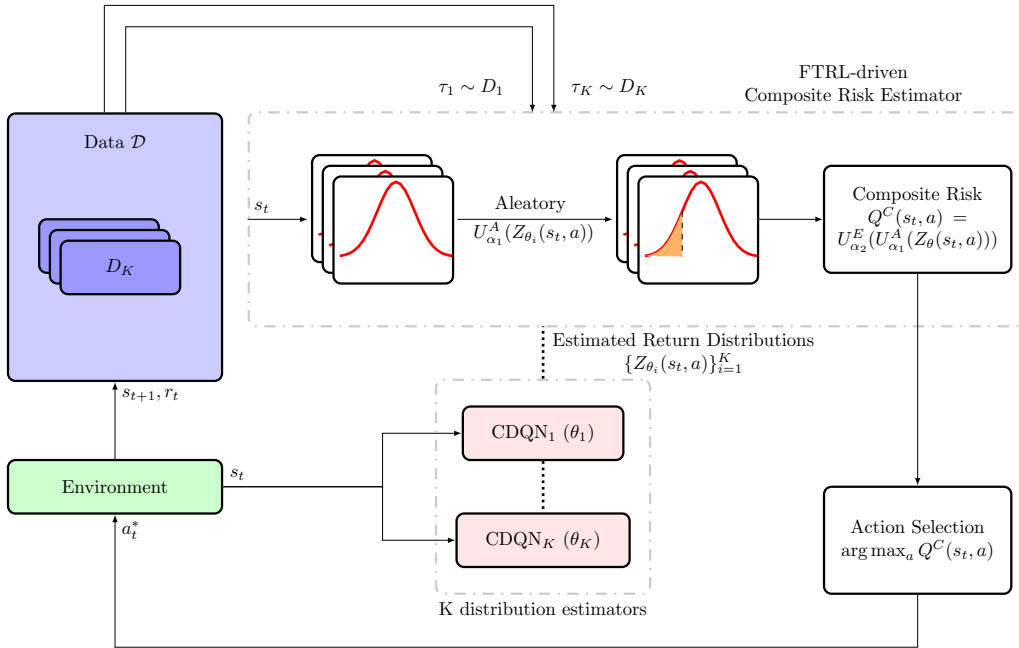 τ₁ ∼ D₁
τ_K ∼ D_K
FTRL-driven
Composite Risk Estimator
Data 𝒟
D_K
s_t
Aleatory
U^A_{α₁}(Z_{θ_i}(s_t, a))
Composite Risk
Q^C(s_t, a) =
U^E_{α₂}(U^A_{α₁}(Z_θ(s_t, a)))
Estimated Return Distributions
{Z_{θ_i}(s_t, a)}^K_{i=1}
s_{t+1}, r_t
CDQN₁ (θ₁)
s_t
Environment
a^*_t
CDQN_K (θ_K)
Action Selection
arg max_a Q^C(s_t, a)
K distribution estimators